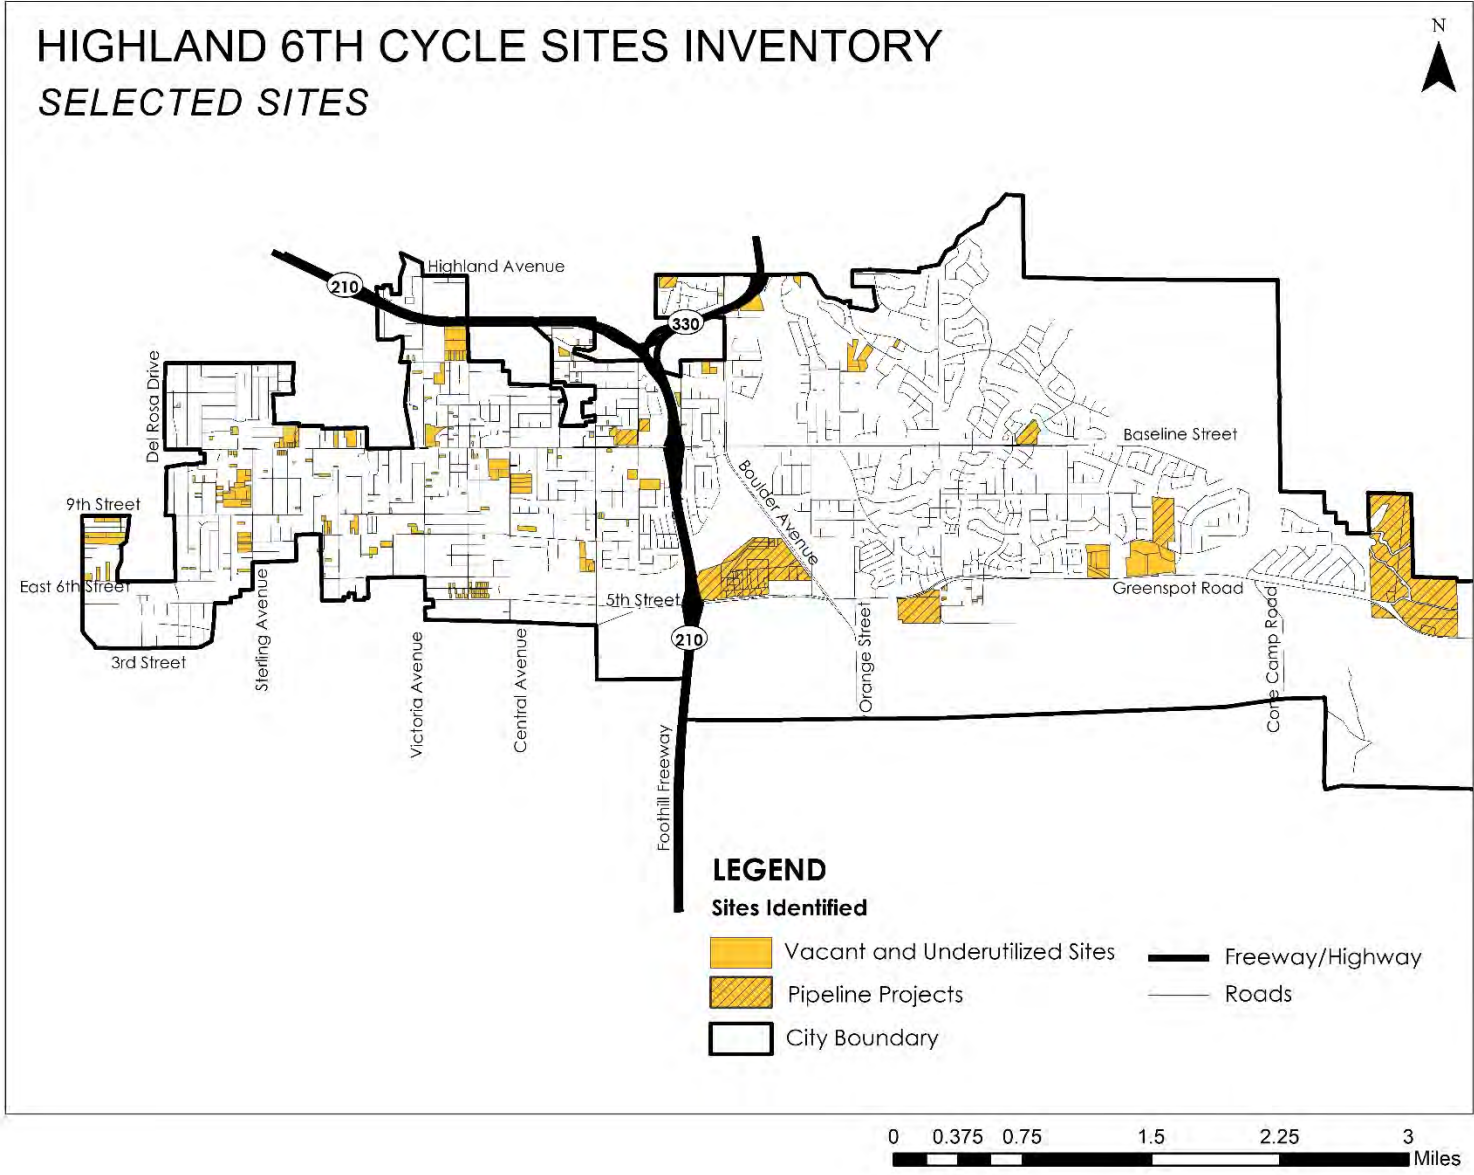 HIGHLAND 6TH CYCLE SITES INVENTORY
SELECTED SITES
N
Highland Avenue
210
330
Del Rosa Drive
Baseline Street
Boulder Avenue
9th Street
East 6th Street
5th Street
Greenspot Road
3rd Street
Sterling Avenue
Victoria Avenue
Central Avenue
210
Orange Street
Cone Camp Road
Foothill Freeway
LEGEND
Sites Identified
Vacant and Underutilized Sites
Freeway/Highway
Pipeline Projects
Roads
City Boundary
0 0.375 0.75 1.5 2.25 3
Miles